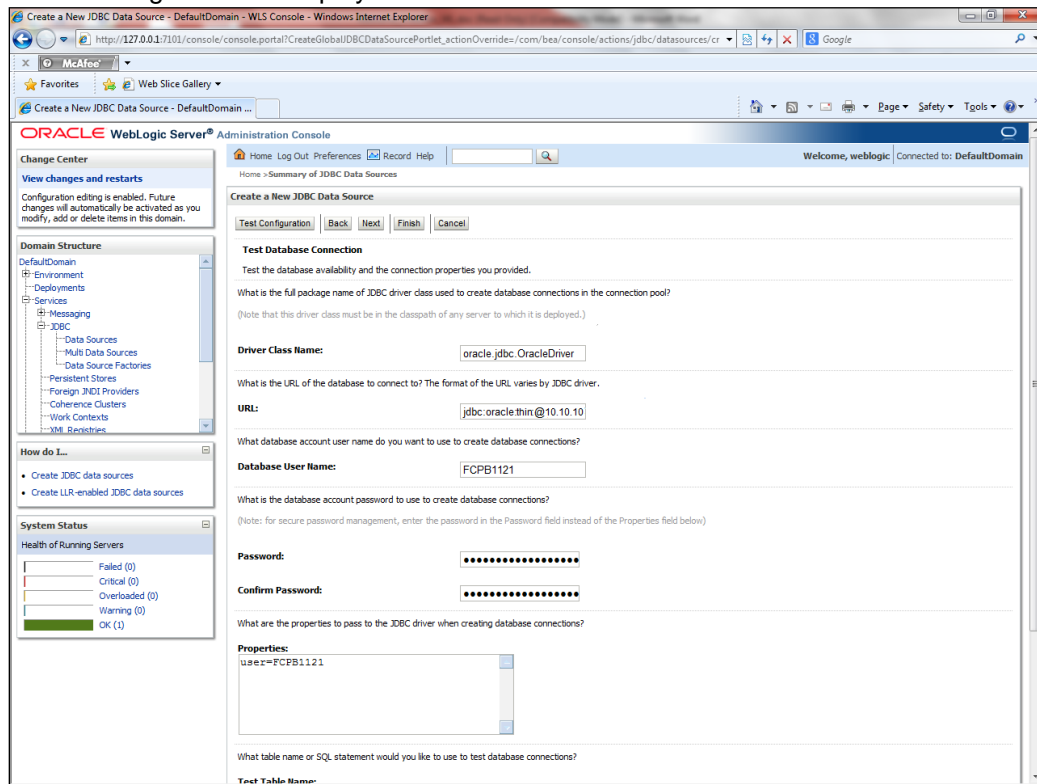 Create a New JDBC Data Source - DefaultDomain - WLS Console - Windows Internet Explorer
http://127.0.0.1:7101/console/console.portal?CreateGlobalJDBCDataSourcePortlet_actionOverride=/com/bea/console/actions/jdbc/datasources/cr
Google
X McAfee
Favorites Web Slice Gallery
Create a New JDBC Data Source - DefaultDomain ...
Page Safety Tools
ORACLE WebLogic Server® Administration Console
Change Center
View changes and restarts
Configuration editing is enabled. Future
changes will automatically be activated as you
modify, add or delete items in this domain.
Domain Structure
DefaultDomain
Environment
Deployments
Services
Messaging
JDBC
Data Sources
Multi Data Sources
Data Source Factories
Persistent Stores
Foreign JNDI Providers
Coherence Clusters
Work Contexts
XML Registries
How do I...
Create JDBC data sources
Create LLR-enabled JDBC data sources
System Status
Health of Running Servers
Failed (0)
Critical (0)
Overloaded (0)
Warning (0)
OK (1)
Home Log Out Preferences Record Help
Welcome, weblogic Connected to: DefaultDomain
Home >Summary of JDBC Data Sources
Create a New JDBC Data Source
Test Configuration Back Next Finish Cancel
Test Database Connection
Test the database availability and the connection properties you provided.
What is the full package name of JDBC driver class used to create database connections in the connection pool?
(Note that this driver class must be in the classpath of any server to which it is deployed.)
Driver Class Name: oracle.jdbc.OracleDriver
What is the URL of the database to connect to? The format of the URL varies by JDBC driver.
URL: jdbc:oracle:thin:@10.10.10
What database account user name do you want to use to create database connections?
Database User Name: FCPB1121
What is the database account password to use to create database connections?
(Note: for secure password management, enter the password in the Password field instead of the Properties field below)
Password: ●●●●●●●●●●●●●●●●●●
Confirm Password: ●●●●●●●●●●●●●●●●●●
What are the properties to pass to the JDBC driver when creating database connections?
Properties:
user=FCPB1121
What table name or SQL statement would you like to use to test database connections?
Test Table Name: